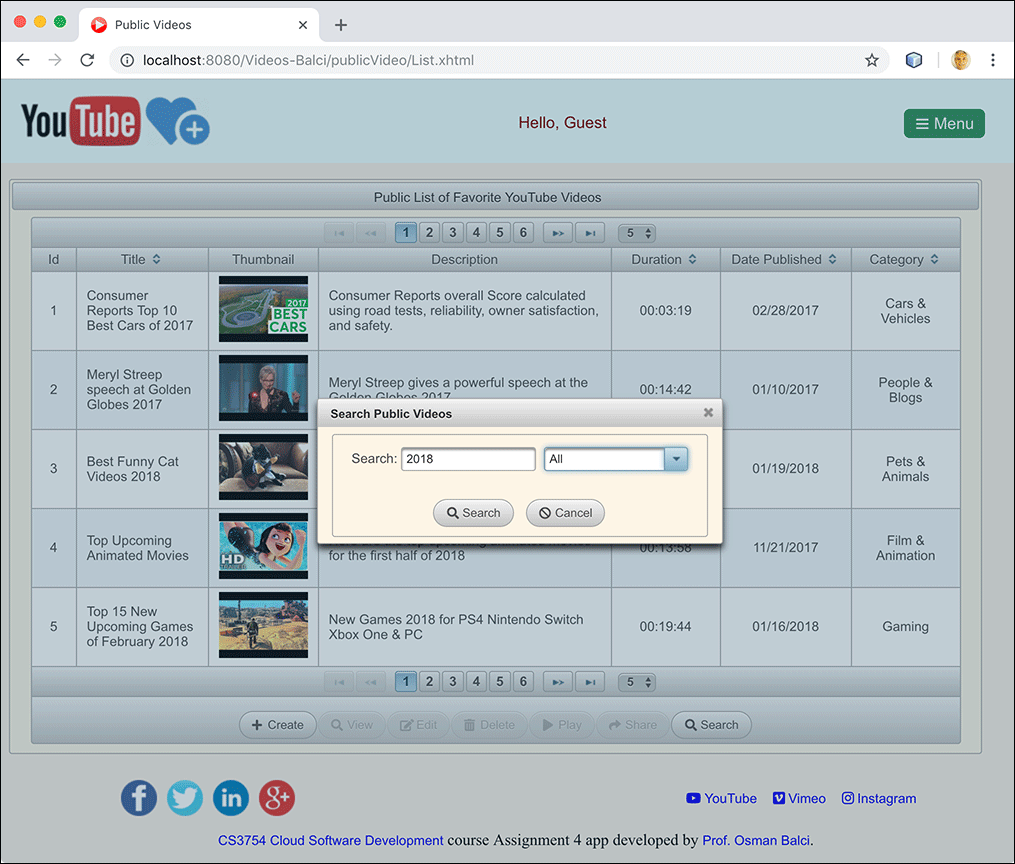 Public Videos
localhost:8080/Videos-Balci/publicVideo/List.xhtml
YouTube
Hello, Guest
Menu
Public List of Favorite YouTube Videos
1 2 3 4 5 6 5
Id Title Thumbnail Description Duration Date Published Category
1
Consumer
Reports Top 10
Best Cars of 2017
2017
BEST
CARS
Consumer Reports overall Score calculated
using road tests, reliability, owner satisfaction,
and safety.
00:03:19
02/28/2017
Cars &
Vehicles
2
Meryl Streep
speech at Golden
Globes 2017
Meryl Streep gives a powerful speech at the
Golden Globes 2017
00:14:42
01/10/2017
People &
Blogs
Search Public Videos
Search: 2018 All
Search Cancel
3
Best Funny Cat
Videos 2018
01/19/2018
Pets &
Animals
4
Top Upcoming
Animated Movies
HD
for the first half of 2018
00:13:58
11/21/2017
Film &
Animation
5
Top 15 New
Upcoming Games
of February 2018
New Games 2018 for PS4 Nintendo Switch
Xbox One & PC
00:19:44
01/16/2018
Gaming
1 2 3 4 5 6 5
Create View Edit Delete Play Share Search
YouTube Vimeo Instagram
CS3754 Cloud Software Development course Assignment 4 app developed by Prof. Osman Balci.